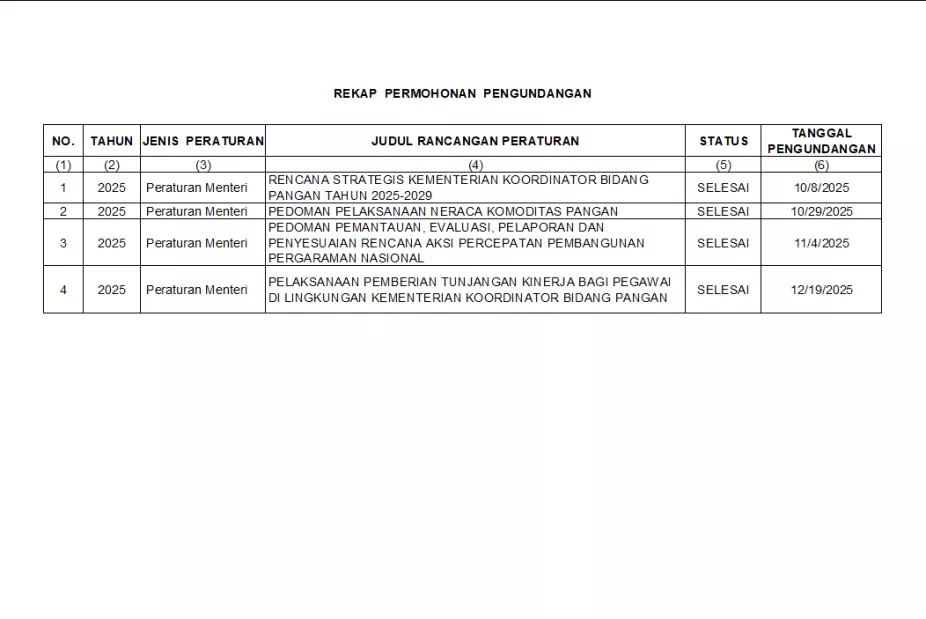 REKAP PERMOHONAN PENGUNDANGAN
NO. TAHUN JENIS PERATURAN JUDUL RANCANGAN PERATURAN STATUS TANGGAL PENGUNDANGAN
(1) (2) (3) (4) (5) (6)
1 2025 Peraturan Menteri RENCANA STRATEGIS KEMENTERIAN KOORDINATOR BIDANG
PANGAN TAHUN 2025-2029 SELESAI 10/8/2025
2 2025 Peraturan Menteri PEDOMAN PELAKSANAAN NERACA KOMODITAS PANGAN SELESAI 10/29/2025
3 2025 Peraturan Menteri PEDOMAN PEMANTAUAN, EVALUASI, PELAPORAN DAN
PENYESUAIAN RENCANA AKSI PERCEPATAN PEMBANGUNAN
PERGARAMAN NASIONAL SELESAI 11/4/2025
4 2025 Peraturan Menteri PELAKSANAAN PEMBERIAN TUNJANGAN KINERJA BAGI PEGAWAI
DI LINGKUNGAN KEMENTERIAN KOORDINATOR BIDANG PANGAN SELESAI 12/19/2025